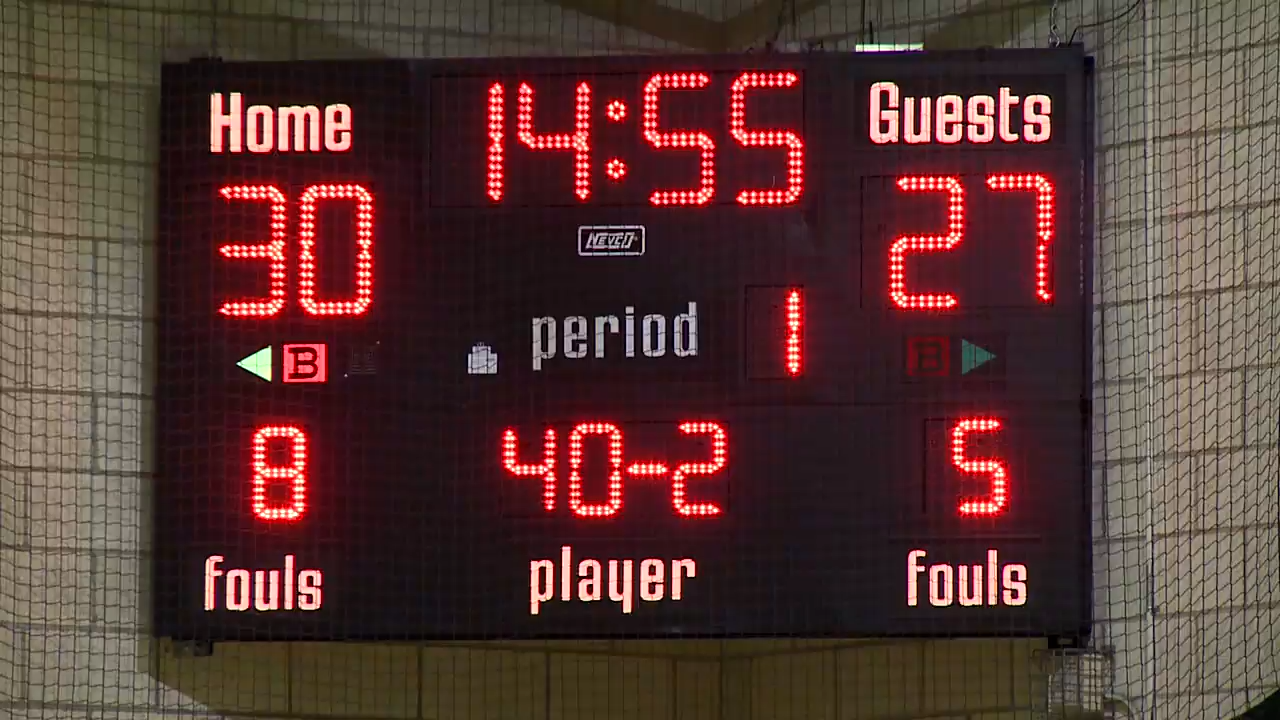 Home 14:55 Guests
30 27
NEVCO
period 1
B B
8 40-2 5
fouls player fouls